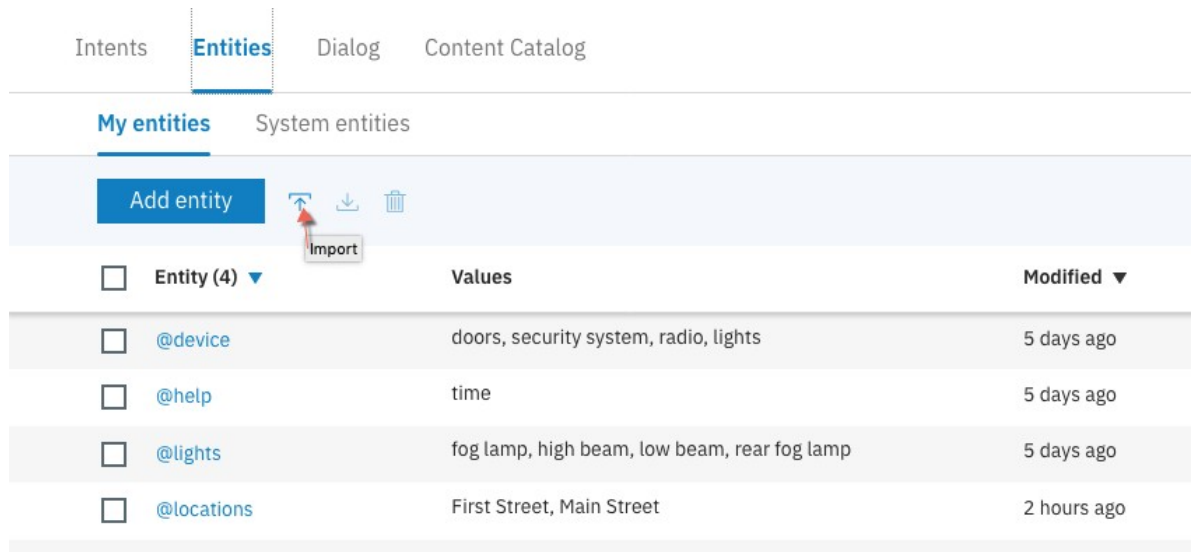 Intents Entities Dialog Content Catalog
My entities System entities
Add entity
Import
Entity (4) Values Modified
@device doors, security system, radio, lights 5 days ago
@help time 5 days ago
@lights fog lamp, high beam, low beam, rear fog lamp 5 days ago
@locations First Street, Main Street 2 hours ago